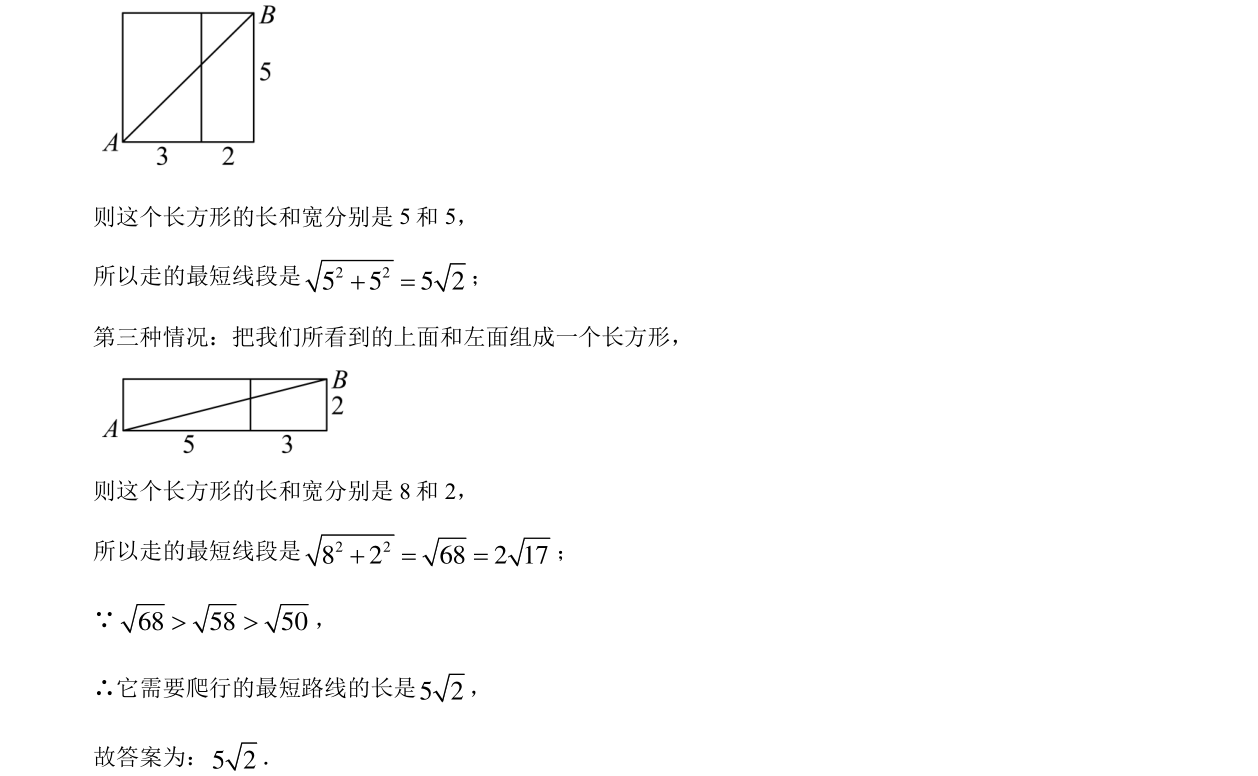 B
5
A
3 2
则这个长方形的长和宽分别是 5 和 5，
所以走的最短线段是 √(5² + 5²) = 5√2；
第三种情况：把我们所看到的上面和左面组成一个长方形，
B
2
A
5 3
则这个长方形的长和宽分别是 8 和 2，
所以走的最短线段是 √(8² + 2²) = √68 = 2√17；
∵ √68 > √58 > √50，
∴它需要爬行的最短路线的长是 5√2，
故答案为：5√2．